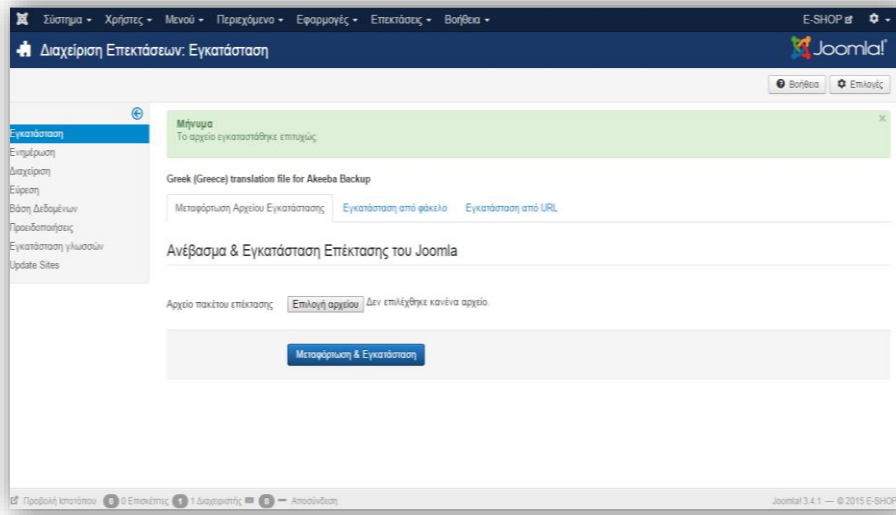 Σύστημα Χρήστες Μενού Περιεχόμενο Εφαρμογές Επεκτάσεις Βοήθεια E-SHOP
Διαχείριση Επεκτάσεων: Εγκατάσταση Joomla!
Βοήθεια Επιλογές
Εγκατάσταση
Ενημέρωση
Διαχείριση
Εύρεση
Βάση Δεδομένων
Προειδοποιήσεις
Εγκατάσταση γλωσσών
Update Sites
Μήνυμα
Το αρχείο εγκαταστάθηκε επιτυχώς.
Greek (Greece) translation file for Akeeba Backup
Μεταφόρτωση Αρχείου Εγκατάστασης Εγκατάσταση από φάκελο Εγκατάσταση από URL
Ανέβασμα & Εγκατάσταση Επέκτασης του Joomla
Αρχείο πακέτου επέκτασης Επιλογή αρχείου Δεν επιλέχθηκε κανένα αρχείο.
Μεταφόρτωση & Εγκατάσταση
Προβολή Ιστοτόπου 0 0 Επισκέπτες 1 1 Διαχειριστής 0 Αποσύνδεση Joomla! 3.4.1 — © 2015 E-SHOP